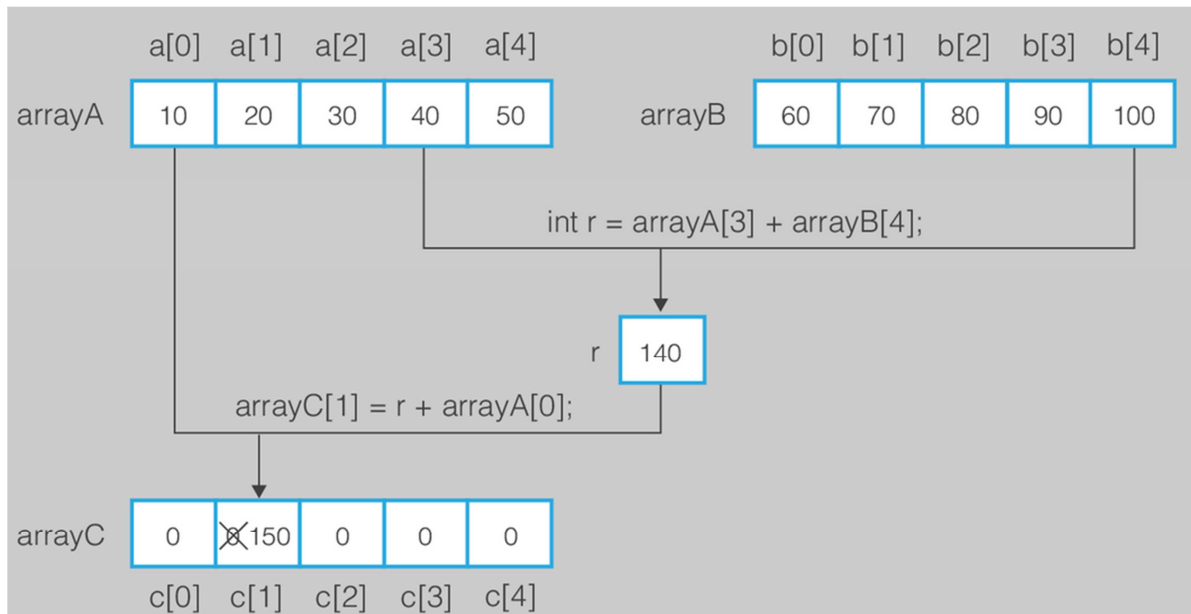 a[0] a[1] a[2] a[3] a[4] b[0] b[1] b[2] b[3] b[4]
arrayA 10 20 30 40 50 arrayB 60 70 80 90 100
int r = arrayA[3] + arrayB[4];
r 140
arrayC[1] = r + arrayA[0];
arrayC 0 0 150 0 0 0
c[0] c[1] c[2] c[3] c[4]